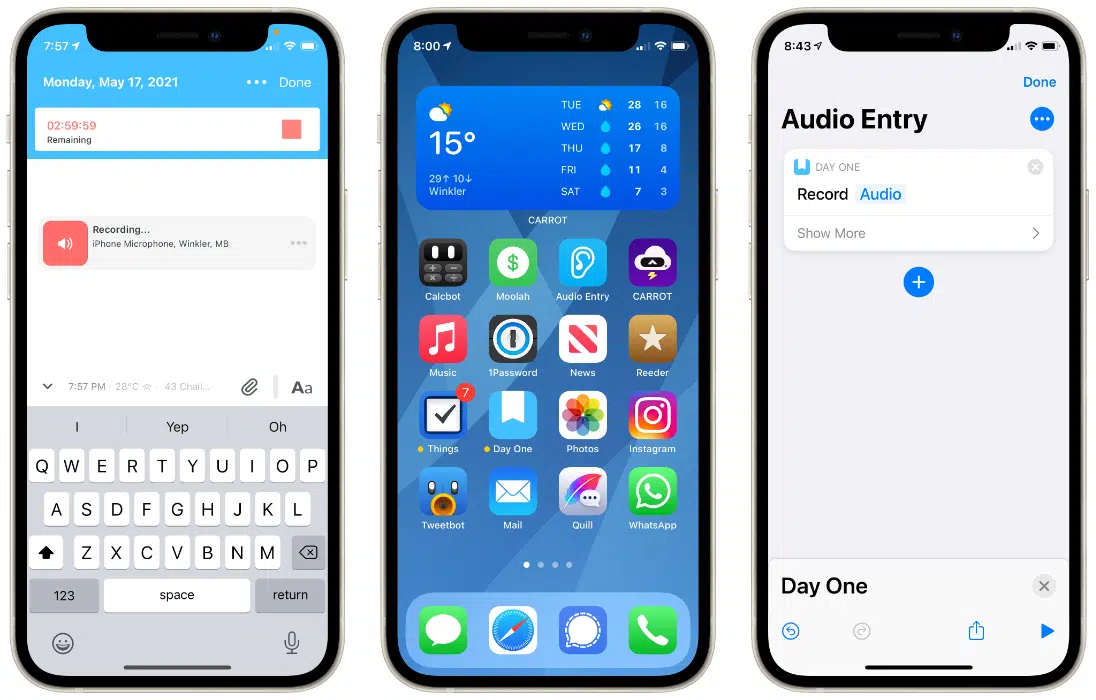 7:57
Monday, May 17, 2021
Done
02:59:59
Remaining
Recording...
iPhone Microphone, Winkler, MB
7:57 PM · 28°C · 43 Chall...
Aa
I Yep Oh
Q W E R T Y U I O P
A S D F G H J K L
Z X C V B N M
123 space return
8:00
15°
29↑ 10↓
Winkler
TUE 28 16
WED 26 16
THU 17 8
FRI 11 4
SAT 7 3
CARROT
Calcbot Moolah Audio Entry CARROT
Music 1Password News Reeder
7
Things Day One Photos Instagram
Tweetbot Mail Quill WhatsApp
8:43
Done
Audio Entry
DAY ONE
Record Audio
Show More
Day One